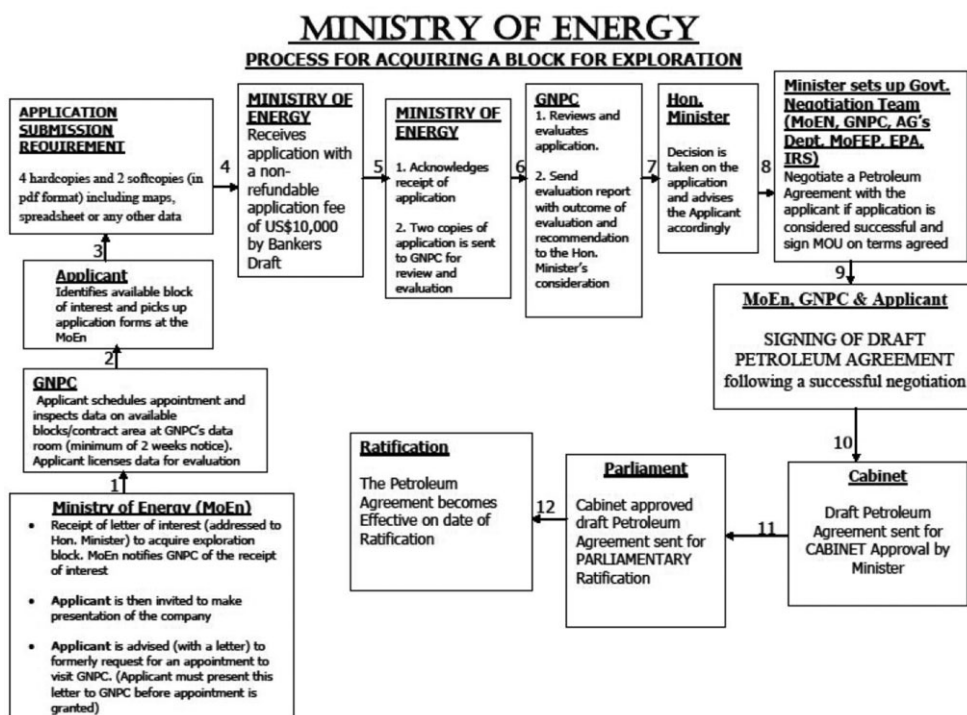 MINISTRY OF ENERGY
PROCESS FOR ACQUIRING A BLOCK FOR EXPLORATION
Ministry of Energy (MoEn)
• Receipt of letter of interest (addressed to
Hon. Minister) to acquire exploration
block. MoEn notifies GNPC of the receipt
of interest
• Applicant is then invited to make
presentation of the company
• Applicant is advised (with a letter) to
formerly request for an appointment to
visit GNPC. (Applicant must present this
letter to GNPC before appointment is
granted)
1
GNPC
Applicant schedules appointment and
inspects data on available
blocks/contract area at GNPC's data
room (minimum of 2 weeks notice).
Applicant licenses data for evaluation
2
Applicant
Identifies available block
of interest and picks up
application forms at the
MoEn
3
APPLICATION
SUBMISSION
REQUIREMENT
4 hardcopies and 2 softcopies (in
pdf format) including maps,
spreadsheet or any other data
4
MINISTRY OF
ENERGY
Receives
application with a
non-
refundable
application fee
of US$10,000
by Bankers
Draft
5
MINISTRY OF
ENERGY
1. Acknowledges
receipt of
application
2. Two copies of
application is sent
to GNPC for
review and
evaluation
6
GNPC
1. Reviews and
evaluates
application.
2. Send
evaluation report
with outcome of
evaluation and
recommendation
to the Hon.
Minister's
consideration
7
Hon.
Minister
Decision is
taken on the
application
and advises
the Applicant
accordingly
8
Minister sets up Govt.
Negotiation Team
(MoEN, GNPC, AG's
Dept, MoFEP, EPA,
IRS)
Negotiate a Petroleum
Agreement with the
applicant if application is
considered successful and
sign MOU on terms agreed
9
MoEn, GNPC & Applicant
SIGNING OF DRAFT
PETROLEUM AGREEMENT
following a successful negotiation
10
Cabinet
Draft Petroleum
Agreement sent for
CABINET Approval by
Minister
11
Parliament
Cabinet approved
draft Petroleum
Agreement sent for
PARLIAMENTARY
Ratification
12
Ratification
The Petroleum
Agreement becomes
Effective on date of
Ratification